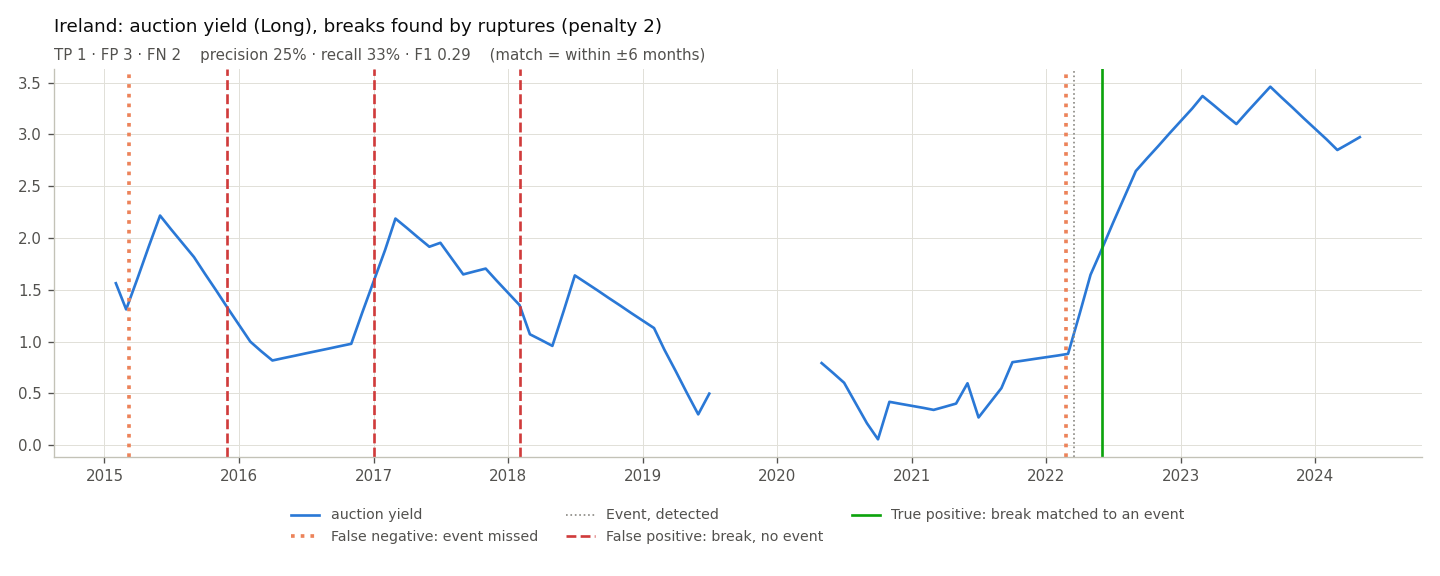 Ireland: auction yield (Long), breaks found by ruptures (penalty 2)
TP 1 · FP 3 · FN 2    precision 25% · recall 33% · F1 0.29    (match = within ±6 months)
3.5
3.0
2.5
2.0
1.5
1.0
0.5
0.0
2015 2016 2017 2018 2019 2020 2021 2022 2023 2024
auction yield    Event, detected    True positive: break matched to an event
False negative: event missed    False positive: break, no event